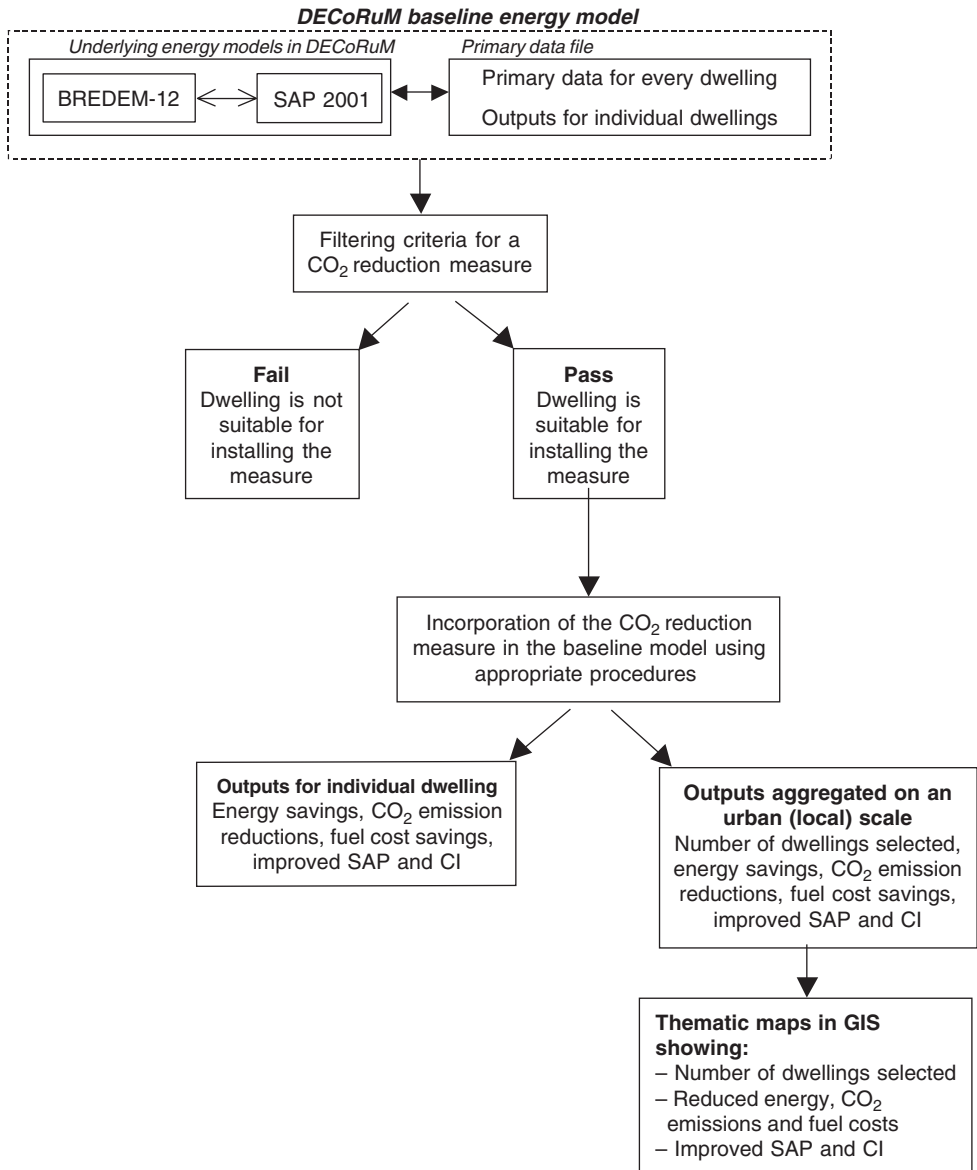 DECoRuM baseline energy model
Underlying energy models in DECoRuM
Primary data file
BREDEM-12
SAP 2001
Primary data for every dwelling
Outputs for individual dwellings
Filtering criteria for a
CO₂ reduction measure
Fail
Dwelling is not
suitable for
installing the
measure
Pass
Dwelling is
suitable for
installing the
measure
Incorporation of the CO₂ reduction
measure in the baseline model using
appropriate procedures
Outputs for individual dwelling
Energy savings, CO₂ emission
reductions, fuel cost savings,
improved SAP and CI
Outputs aggregated on an
urban (local) scale
Number of dwellings selected,
energy savings, CO₂ emission
reductions, fuel cost savings,
improved SAP and CI
Thematic maps in GIS
showing:
– Number of dwellings selected
– Reduced energy, CO₂
emissions and fuel costs
– Improved SAP and CI